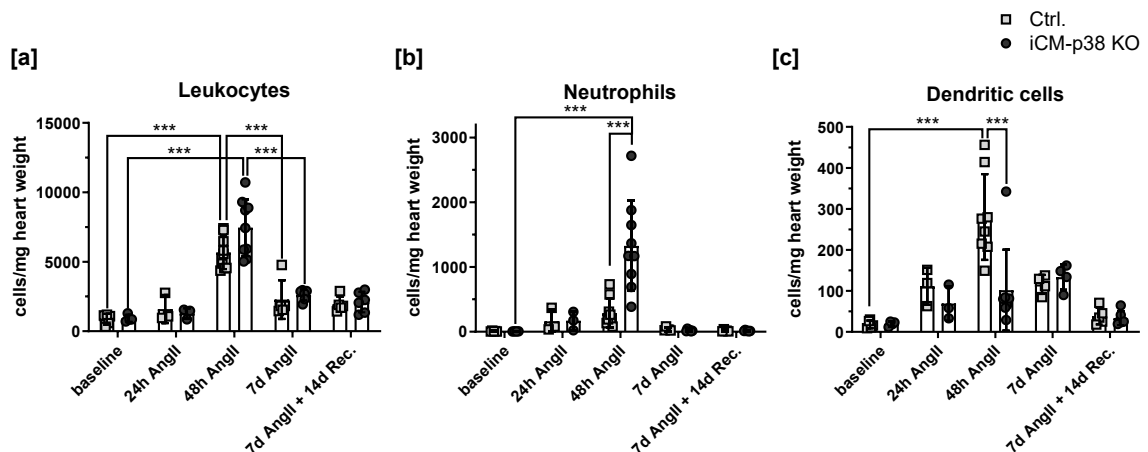 Ctrl.
iCM-p38 KO
[a]
Leukocytes
cells/mg heart weight
15000
10000
5000
0
***
***
***
***
baseline
24h AngII
48h AngII
7d AngII
7d AngII + 14d Rec.
[b]
Neutrophils
cells/mg heart weight
3000
2000
1000
0
***
***
baseline
24h AngII
48h AngII
7d AngII
7d AngII + 14d Rec.
[c]
Dendritic cells
cells/mg heart weight
500
400
300
200
100
0
***
***
baseline
24h AngII
48h AngII
7d AngII
7d AngII + 14d Rec.